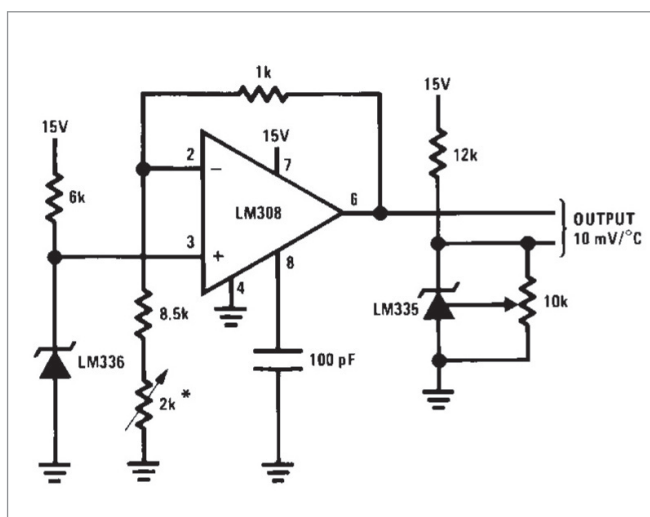 1k
15V
15V
15V
12k
2
7
6k
−
6
OUTPUT
LM308
10 mV/°C
3
+
8
4
LM335
10k
8.5k
LM336
100 pF
2k *